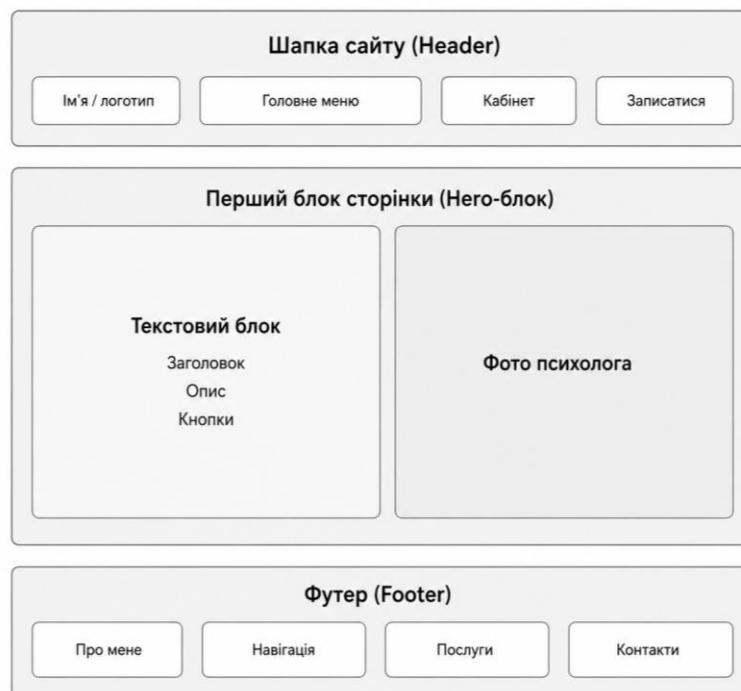 Шапка сайту (Header)
Ім'я / логотип
Головне меню
Кабінет
Записатися
Перший блок сторінки (Hero-блок)
Текстовий блок
Заголовок
Опис
Кнопки
Фото психолога
Футер (Footer)
Про мене
Навігація
Послуги
Контакти